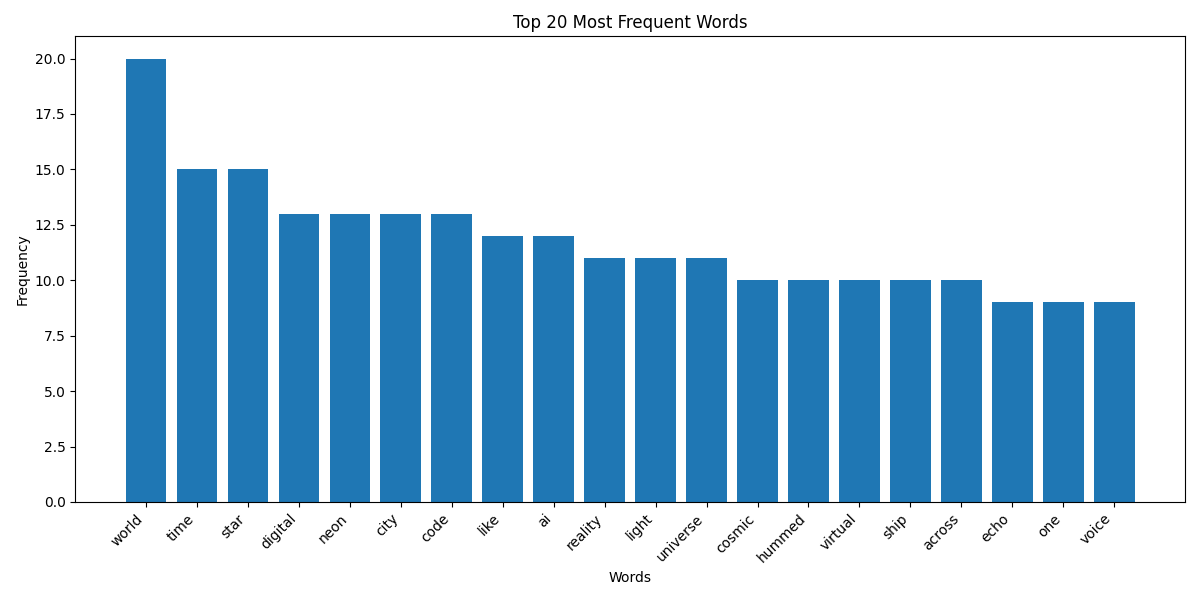 Top 20 Most Frequent Words
Frequency
20.0
17.5
15.0
12.5
10.0
7.5
5.0
2.5
0.0
world
time
star
digital
neon
city
code
like
ai
reality
light
universe
cosmic
hummed
virtual
ship
across
echo
one
voice
Words